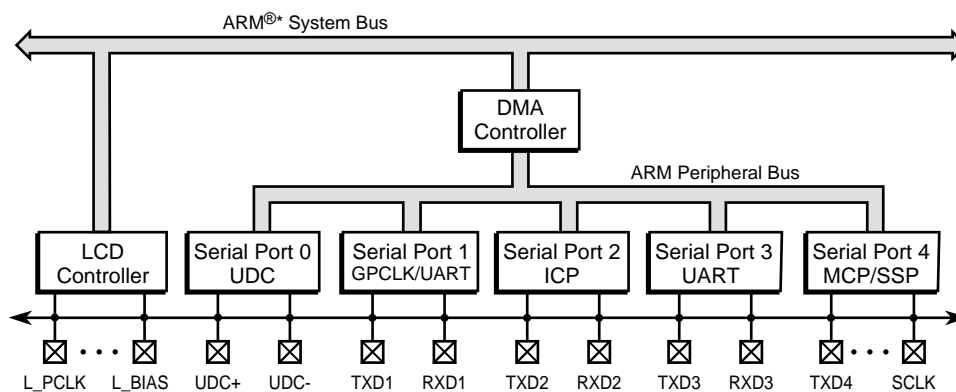 ARM®* System Bus
DMA
Controller
ARM Peripheral Bus
LCD
Controller
Serial Port 0
UDC
Serial Port 1
GPCLK/UART
Serial Port 2
ICP
Serial Port 3
UART
Serial Port 4
MCP/SSP
L_PCLK
L_BIAS
UDC+
UDC-
TXD1
RXD1
TXD2
RXD2
TXD3
RXD3
TXD4
SCLK